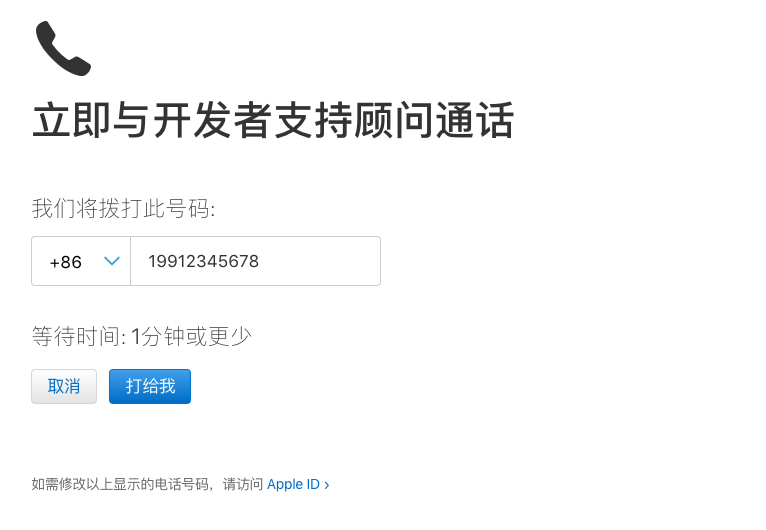 立即与开发者支持顾问通话
我们将拨打此号码:
+86 19912345678
等待时间: 1分钟或更少
取消 打给我
如需修改以上显示的电话号码，请访问 Apple ID ›